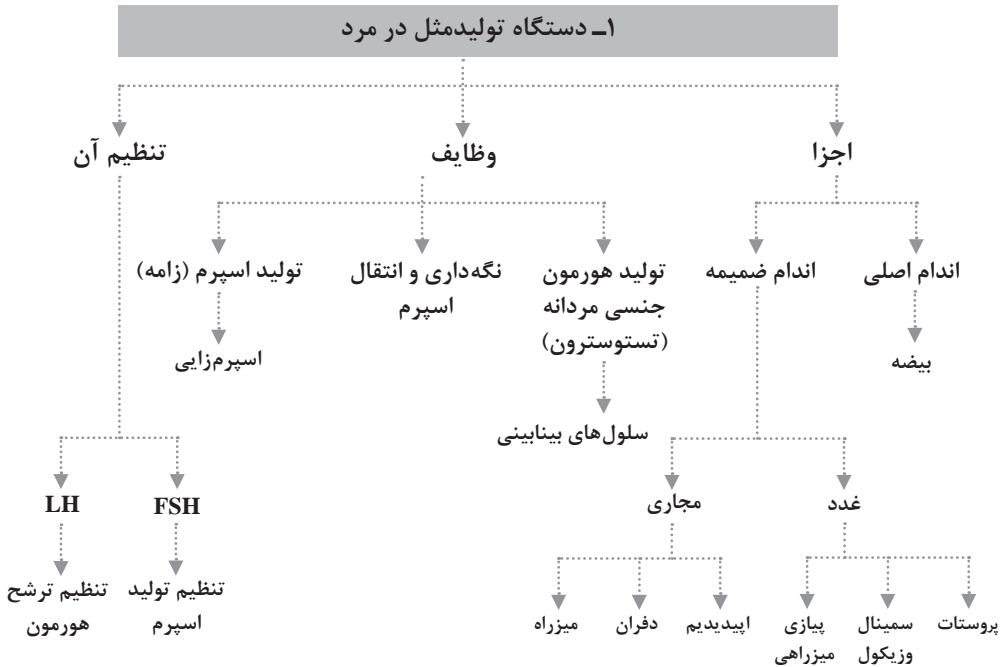 ۱ــ دستگاه تولیدمثل در مرد
اجزا
وظایف
تنظیم آن
اندام اصلی
اندام ضمیمه
تولید هورمون
جنسی مردانه
(تستوسترون)
نگه‌داری و انتقال
اسپرم
تولید اسپرم (زامه)
بیضه
اسپرم‌زایی
سلول‌های بینابینی
غدد
مجاری
FSH
LH
پروستات
سمینال
وزیکول
پیازی
میزراهی
اپیدیدیم
دفران
میزراه
تنظیم تولید
اسپرم
تنظیم ترشح
هورمون